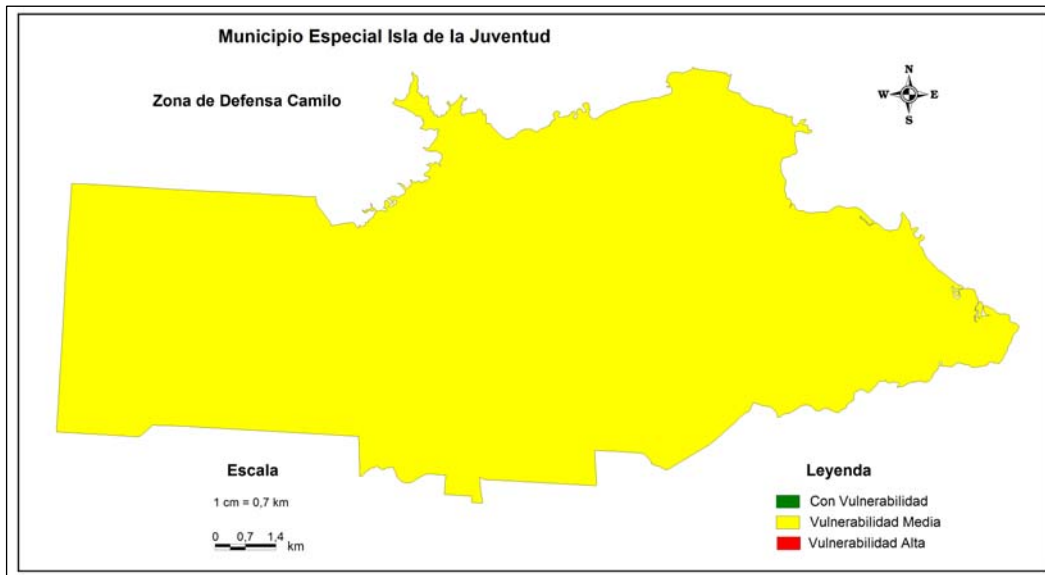 Municipio Especial Isla de la Juventud
Zona de Defensa Camilo
N
W E
S
Escala
1 cm = 0,7 km
0 0,7 1,4 km
Leyenda
Con Vulnerabilidad
Vulnerabilidad Media
Vulnerabilidad Alta